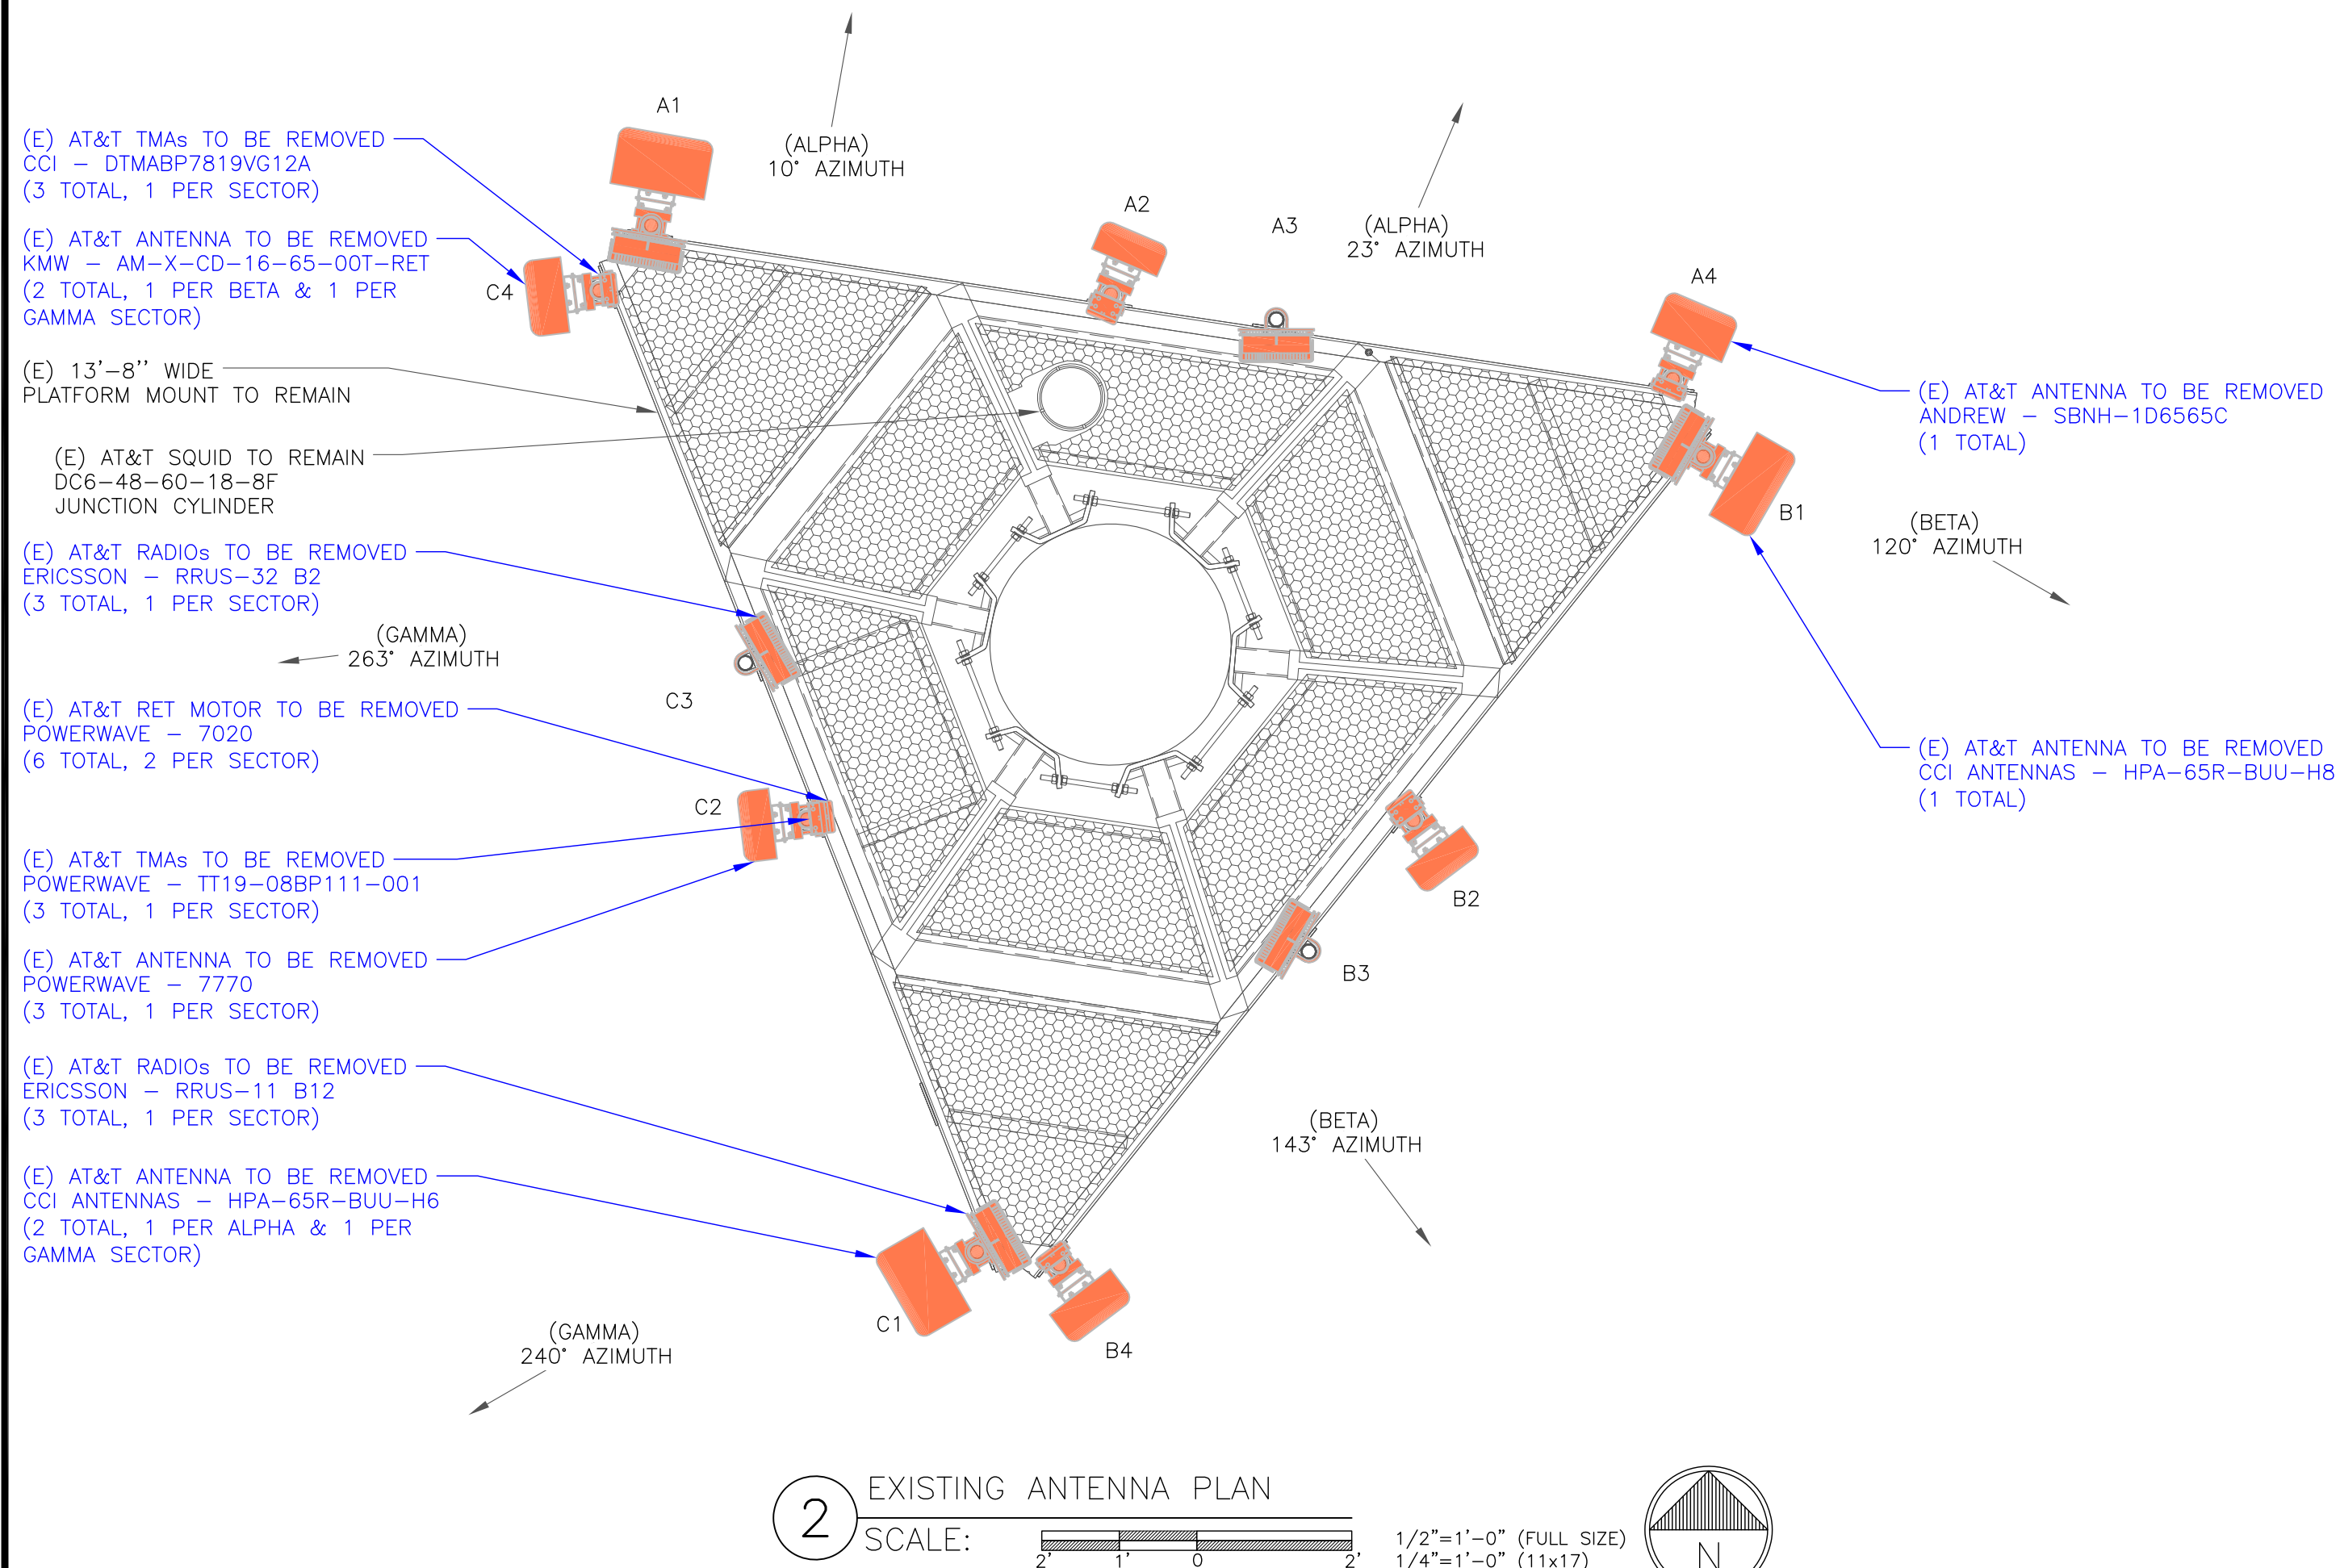 A1
(ALPHA)
10° AZIMUTH
A2
A3
(ALPHA)
23° AZIMUTH
A4
(E) AT&T TMAs TO BE REMOVED
CCI – DTMABP7819VG12A
(3 TOTAL, 1 PER SECTOR)
(E) AT&T ANTENNA TO BE REMOVED
KMW – AM–X–CD–16–65–00T–RET
(2 TOTAL, 1 PER BETA & 1 PER
GAMMA SECTOR)
C4
(E) 13'–8'' WIDE
PLATFORM MOUNT TO REMAIN
(E) AT&T SQUID TO REMAIN
DC6–48–60–18–8F
JUNCTION CYLINDER
(E) AT&T RADIOs TO BE REMOVED
ERICSSON – RRUS–32 B2
(3 TOTAL, 1 PER SECTOR)
(GAMMA)
263° AZIMUTH
C3
(E) AT&T RET MOTOR TO BE REMOVED
POWERWAVE – 7020
(6 TOTAL, 2 PER SECTOR)
C2
(E) AT&T TMAs TO BE REMOVED
POWERWAVE – TT19–08BP111–001
(3 TOTAL, 1 PER SECTOR)
(E) AT&T ANTENNA TO BE REMOVED
POWERWAVE – 7770
(3 TOTAL, 1 PER SECTOR)
(E) AT&T RADIOs TO BE REMOVED
ERICSSON – RRUS–11 B12
(3 TOTAL, 1 PER SECTOR)
(E) AT&T ANTENNA TO BE REMOVED
CCI ANTENNAS – HPA–65R–BUU–H6
(2 TOTAL, 1 PER ALPHA & 1 PER
GAMMA SECTOR)
(E) AT&T ANTENNA TO BE REMOVED
ANDREW – SBNH–1D6565C
(1 TOTAL)
B1
(BETA)
120° AZIMUTH
(E) AT&T ANTENNA TO BE REMOVED
CCI ANTENNAS – HPA–65R–BUU–H8
(1 TOTAL)
B2
B3
(BETA)
143° AZIMUTH
C1
B4
(GAMMA)
240° AZIMUTH
2
EXISTING ANTENNA PLAN
SCALE:
2' 1' 0 2'
1/2"=1'–0" (FULL SIZE)
1/4"=1'–0" (11x17)
N